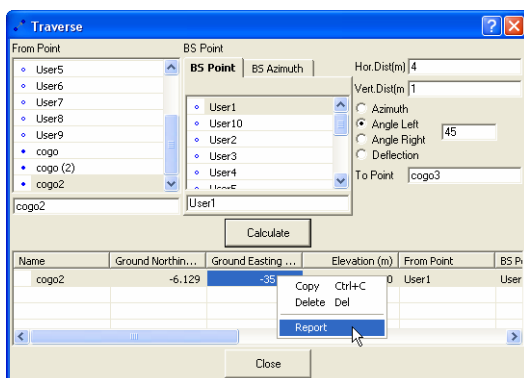 Traverse
From Point
User5
User6
User7
User8
User9
cogo
cogo (2)
cogo2
cogo2
BS Point
BS Point BS Azimuth
User1
User10
User2
User3
User4
User1
Hor.Dist(m) 4
Vert.Dist(m 1
Azimuth
Angle Left
Angle Right
Deflection
45
To Point cogo3
Calculate
Name Ground Northin... Ground Easting ... Elevation (m) From Point BS P
cogo2 -6.129 -35 0 User1 User
Copy Ctrl+C
Delete Del
Report
Close